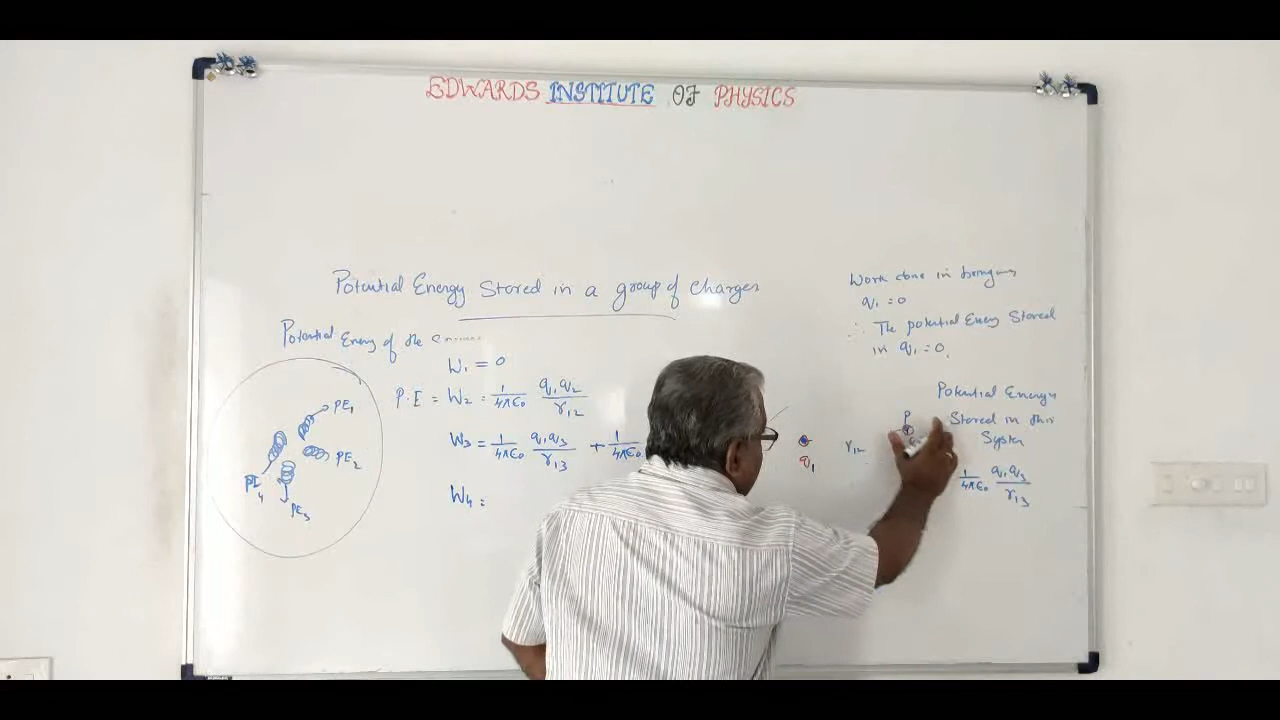 EDWARDS INSTITUTE OF PHYSICS
Potential Energy Stored in a group of charges
Potential Energy of the
W₁ = 0
P.E = W₂ = 1/4πε₀ q₁q₂/r₁₂
W₃ = 1/4πε₀ q₁q₃/r₁₃ + 1/4πε₀
W₄ =
PE₁
PE₂
PE₃
PE₄
Work done in bringing
q₁ = 0
∴ The potential Energy Stored
in q₁ = 0.
Potential Energy
Stored in this
System
1/4πε₀ q₁q₃/r₁₃
P
q₁
r₁₂